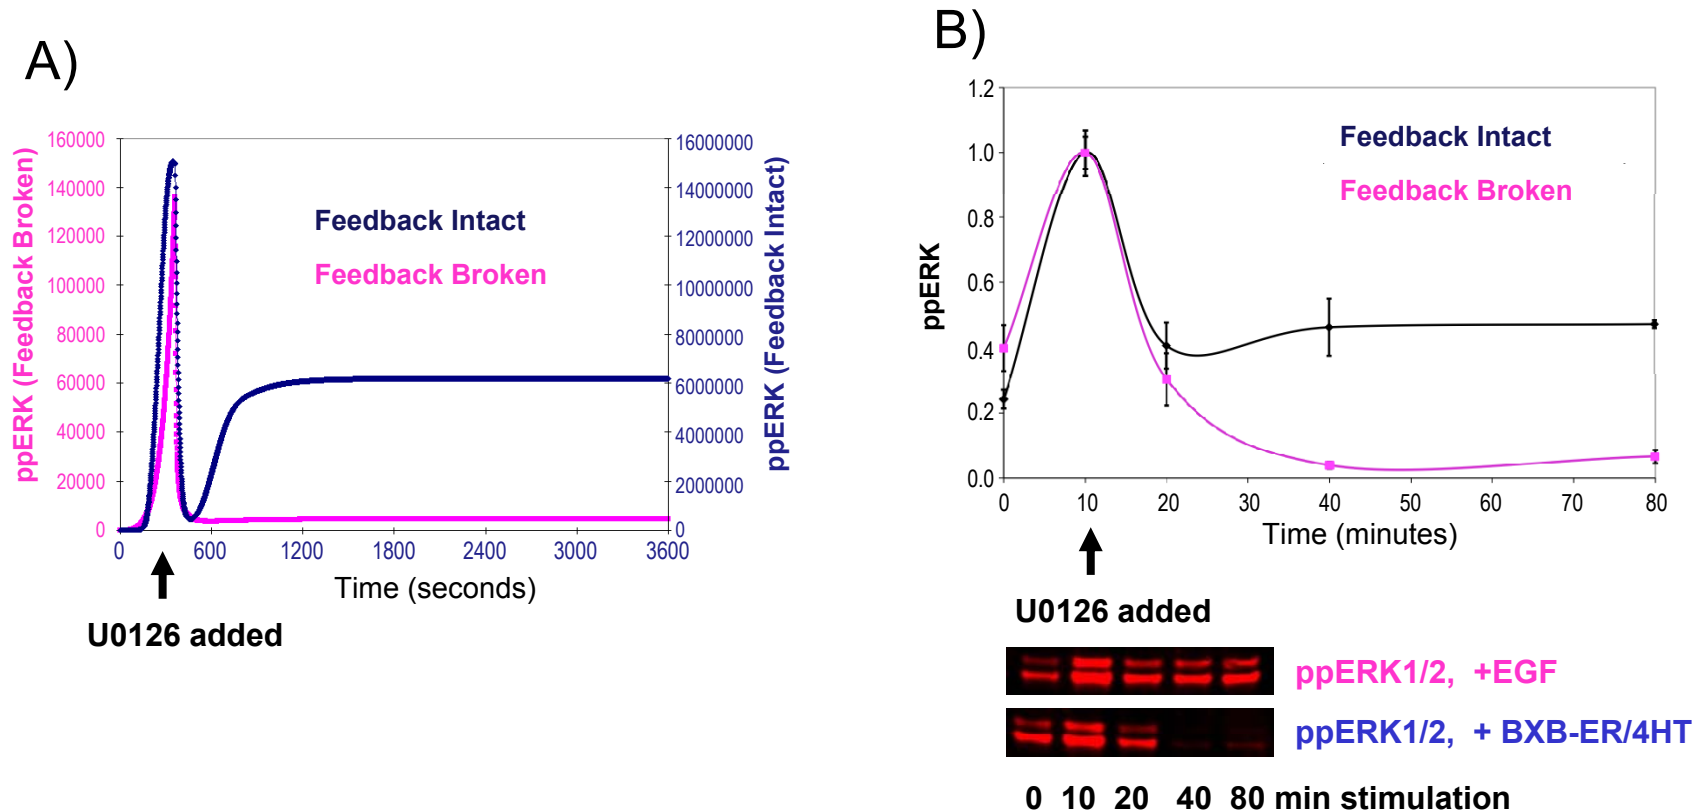 A)
ppERK (Feedback Broken)
160000
140000
120000
100000
80000
60000
40000
20000
0
16000000
14000000
12000000
10000000
8000000
6000000
4000000
2000000
0
ppERK (Feedback Intact)
Feedback Intact
Feedback Broken
0 600 1200 1800 2400 3000 3600
Time (seconds)
U0126 added
B)
ppERK
1.2
1.0
0.8
0.6
0.4
0.2
0.0
Feedback Intact
Feedback Broken
0 10 20 30 40 50 60 70 80
Time (minutes)
U0126 added
ppERK1/2, +EGF
ppERK1/2, + BXB-ER/4HT
0 10 20 40 80 min stimulation